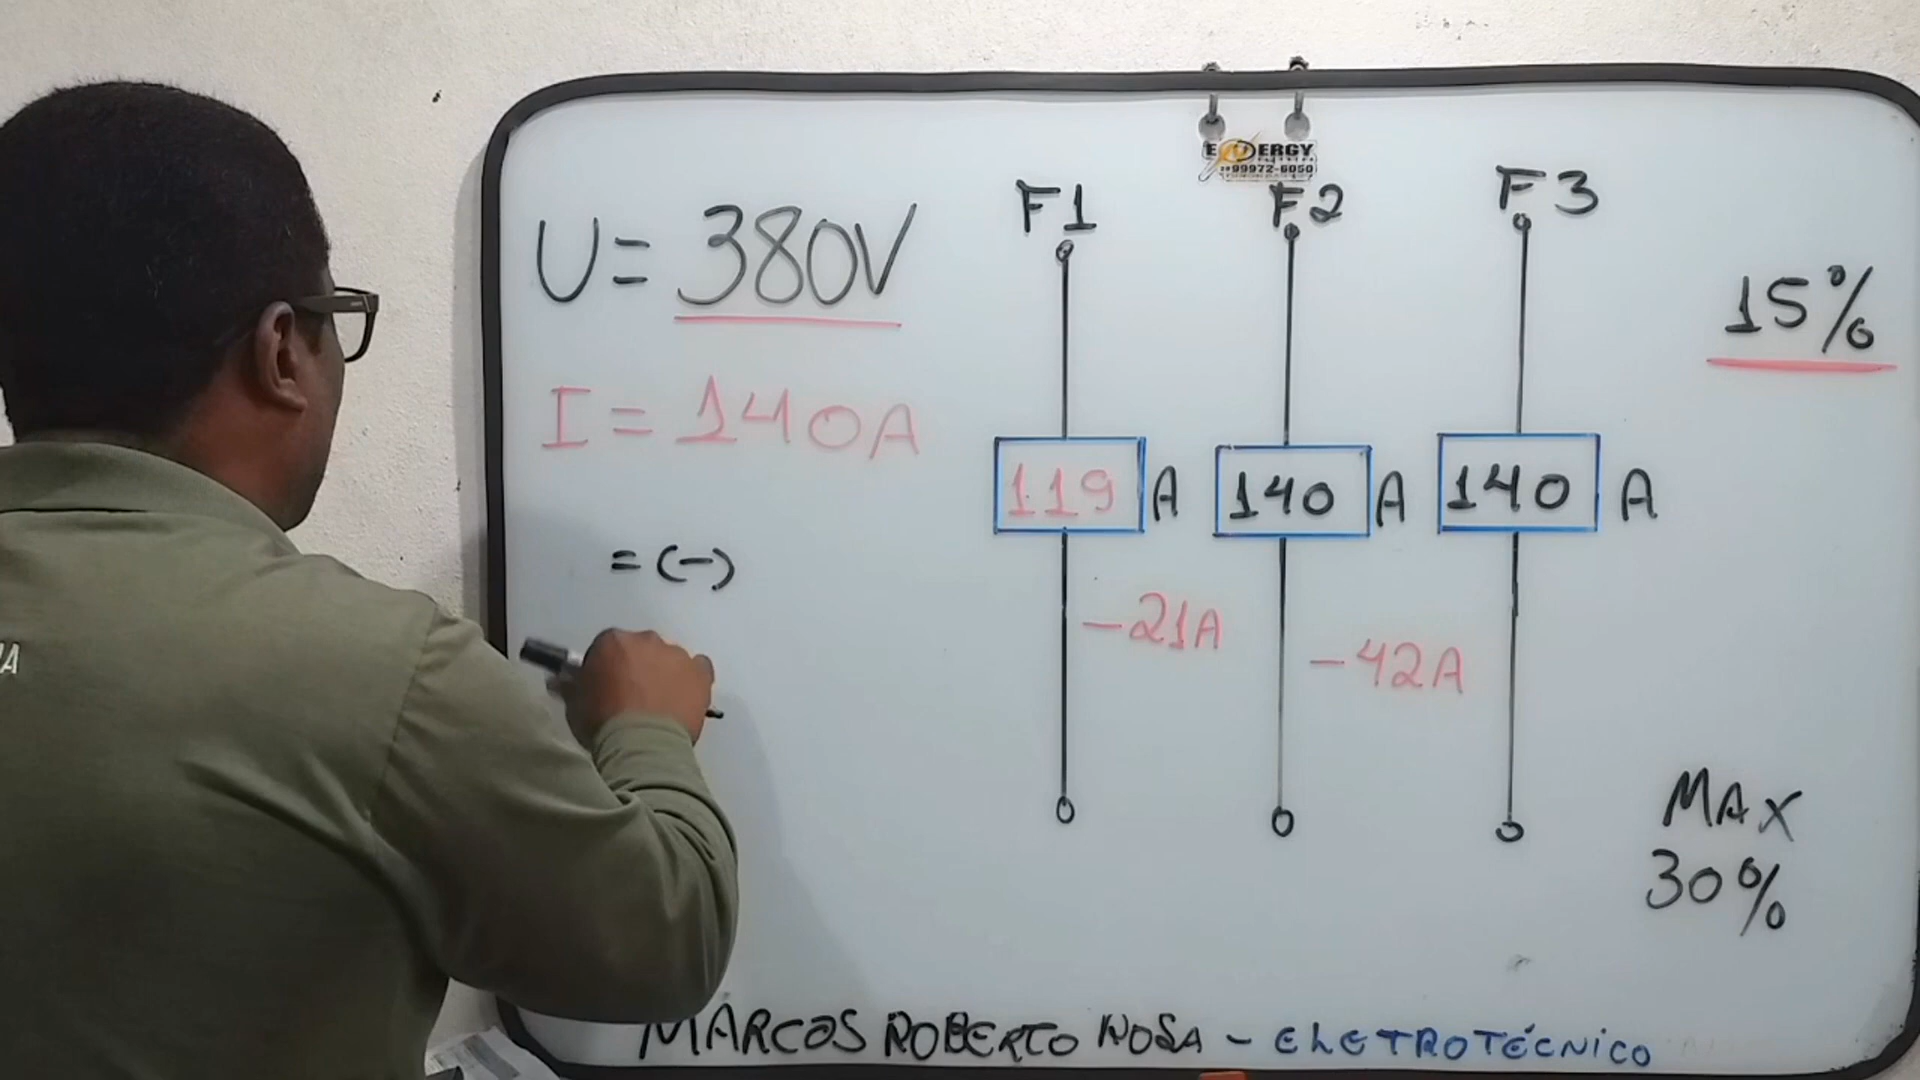 ENERGY
99972-6050
F1 F2 F3
U= 380V
15%
I = 140A
119 A 140 A 140 A
= (-)
-21A
-42A
MAX
30%
MARCOS ROBERTO ROSA - ELETROTÉCNICO